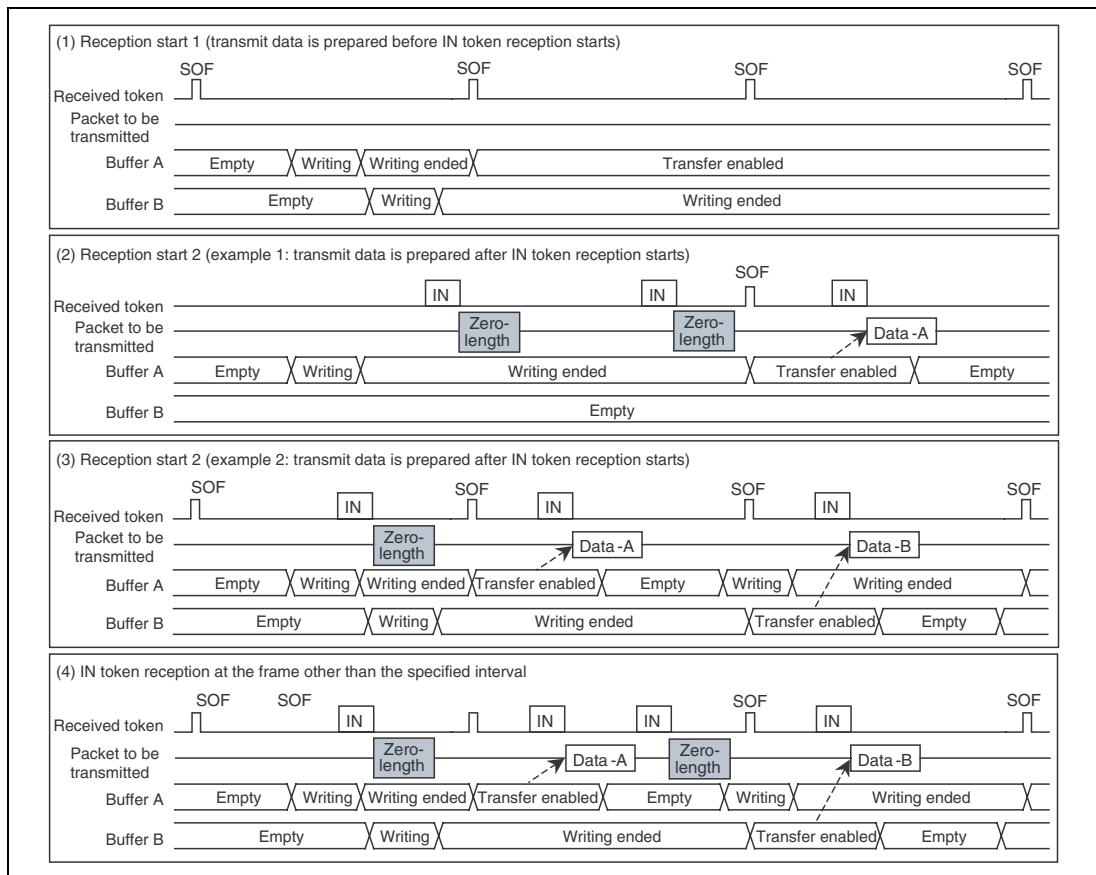 (1) Reception start 1 (transmit data is prepared before IN token reception starts)
SOF SOF SOF SOF
Received token
Packet to be
transmitted
Buffer A Empty Writing Writing ended Transfer enabled
Buffer B Empty Writing Writing ended
(2) Reception start 2 (example 1: transmit data is prepared after IN token reception starts)
SOF
Received token IN IN IN
Packet to be Zero- Zero-
transmitted length length Data -A
Buffer A Empty Writing Writing ended Transfer enabled Empty
Buffer B Empty
(3) Reception start 2 (example 2: transmit data is prepared after IN token reception starts)
SOF SOF SOF SOF
Received token IN IN IN
Packet to be Zero-
transmitted length Data -A Data -B
Buffer A Empty Writing Writing ended Transfer enabled Empty Writing Writing ended
Buffer B Empty Writing Writing ended Transfer enabled Empty
(4) IN token reception at the frame other than the specified interval
SOF SOF SOF SOF
Received token IN IN IN IN
Packet to be Zero- Zero-
transmitted length Data -A length Data -B
Buffer A Empty Writing Writing ended Transfer enabled Empty Writing Writing ended
Buffer B Empty Writing Writing ended Transfer enabled Empty